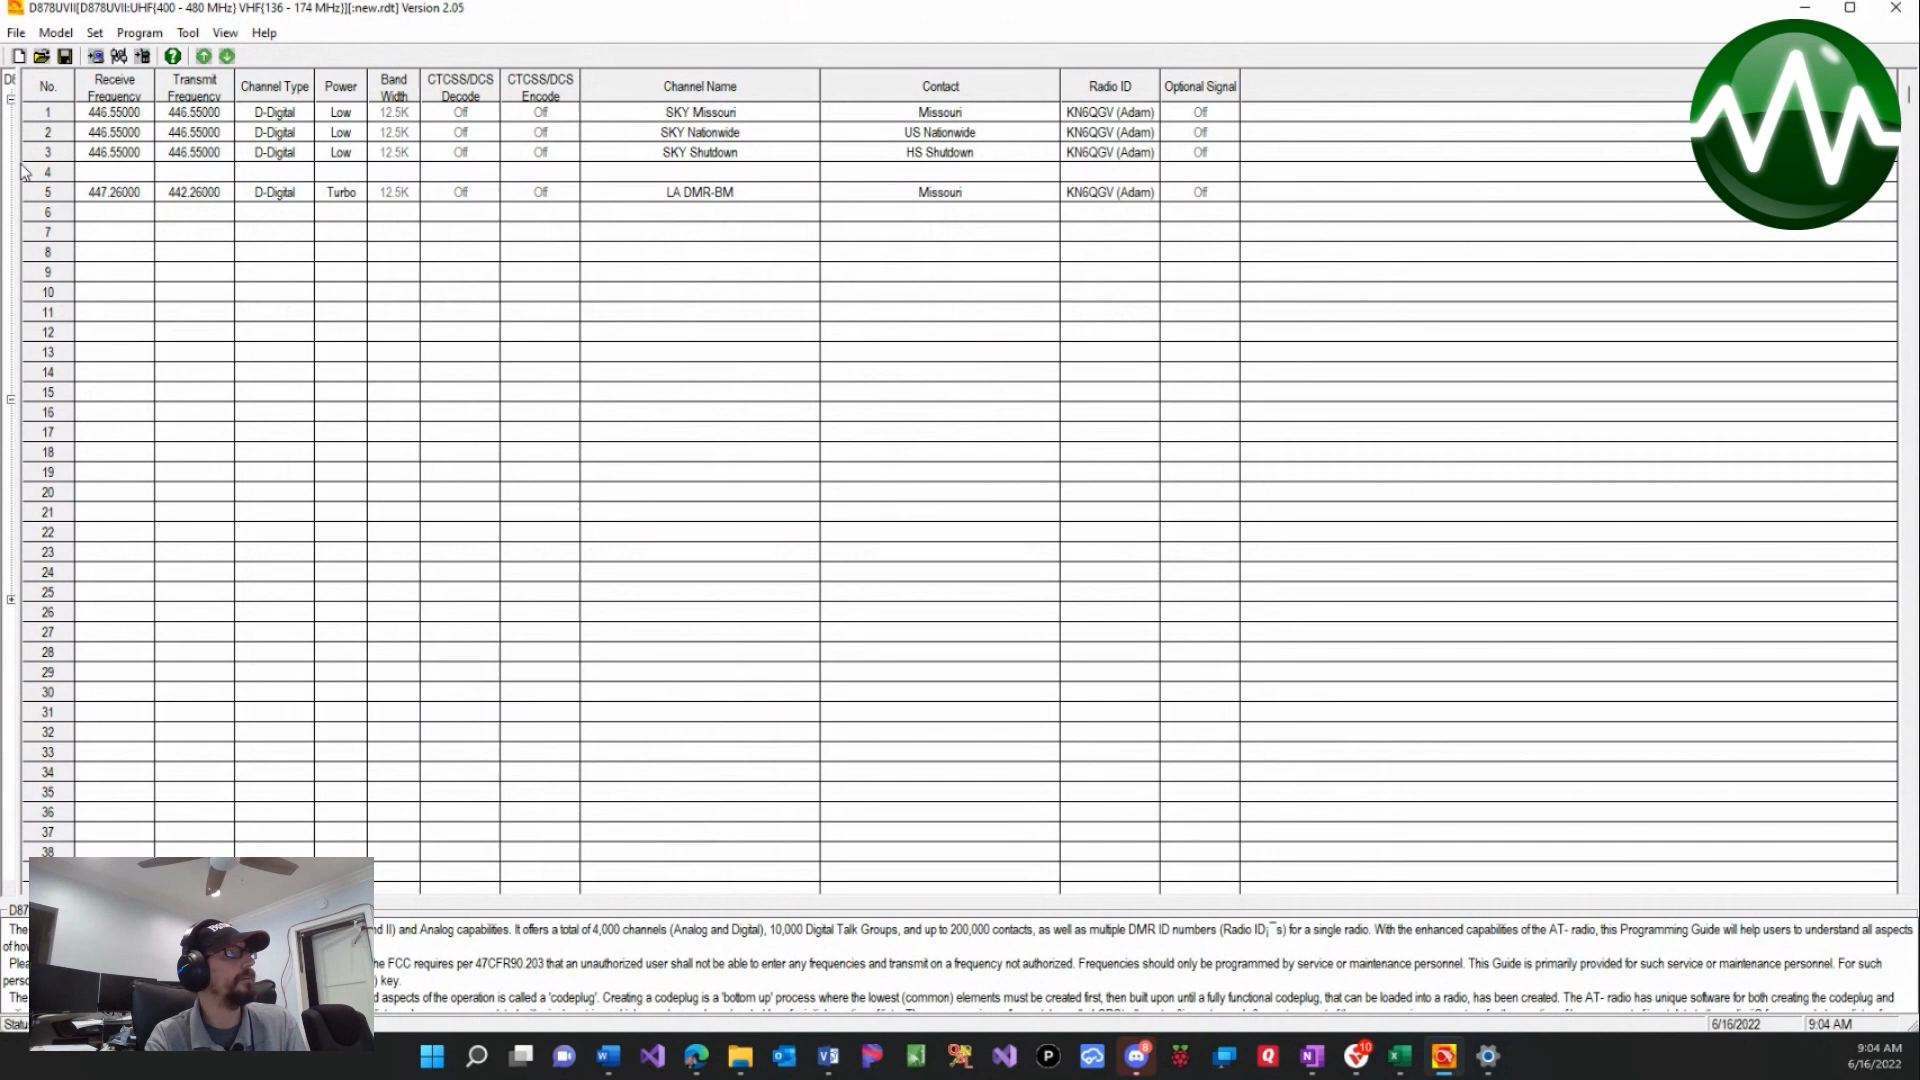 D878UVII[D878UVII:UHF{400 - 480 MHz} VHF{136 - 174 MHz}][:new.rdt] Version 2.05
File Model Set Program Tool View Help
No. Receive Frequency Transmit Frequency Channel Type Power Band Width CTCSS/DCS Decode CTCSS/DCS Encode Channel Name Contact Radio ID Optional Signal
1 446.55000 446.55000 D-Digital Low 12.5K Off Off SKY Missouri Missouri KN6QGV (Adam) Off
2 446.55000 446.55000 D-Digital Low 12.5K Off Off SKY Nationwide US Nationwide KN6QGV (Adam) Off
3 446.55000 446.55000 D-Digital Low 12.5K Off Off SKY Shutdown HS Shutdown KN6QGV (Adam) Off
4
5 447.26000 442.26000 D-Digital Turbo 12.5K Off Off LA DMR-BM Missouri KN6QGV (Adam) Off
6
7
8
9
10
11
12
13
14
15
16
17
18
19
20
21
22
23
24
25
26
27
28
29
30
31
32
33
34
35
36
37
38
D87
The nd II) and Analog capabilities. It offers a total of 4,000 channels (Analog and Digital), 10,000 Digital Talk Groups, and up to 200,000 contacts, as well as multiple DMR ID numbers (Radio ID¡¯s) for a single radio. With the enhanced capabilities of the AT- radio, this Programming Guide will help users to understand all aspects
of how
Plea he FCC requires per 47CFR90.203 that an unauthorized user shall not be able to enter any frequencies and transmit on a frequency not authorized. Frequencies should only be programmed by service or maintenance personnel. This Guide is primarily provided for such service or maintenance personnel. For such
perso ) key.
The d aspects of the operation is called a 'codeplug'. Creating a codeplug is a 'bottom up' process where the lowest (common) elements must be created first, then built upon until a fully functional codeplug, that can be loaded into a radio, has been created. The AT- radio has unique software for both creating the codeplug and
Statu 6/16/2022 9:04 AM
9:04 AM
6/16/2022